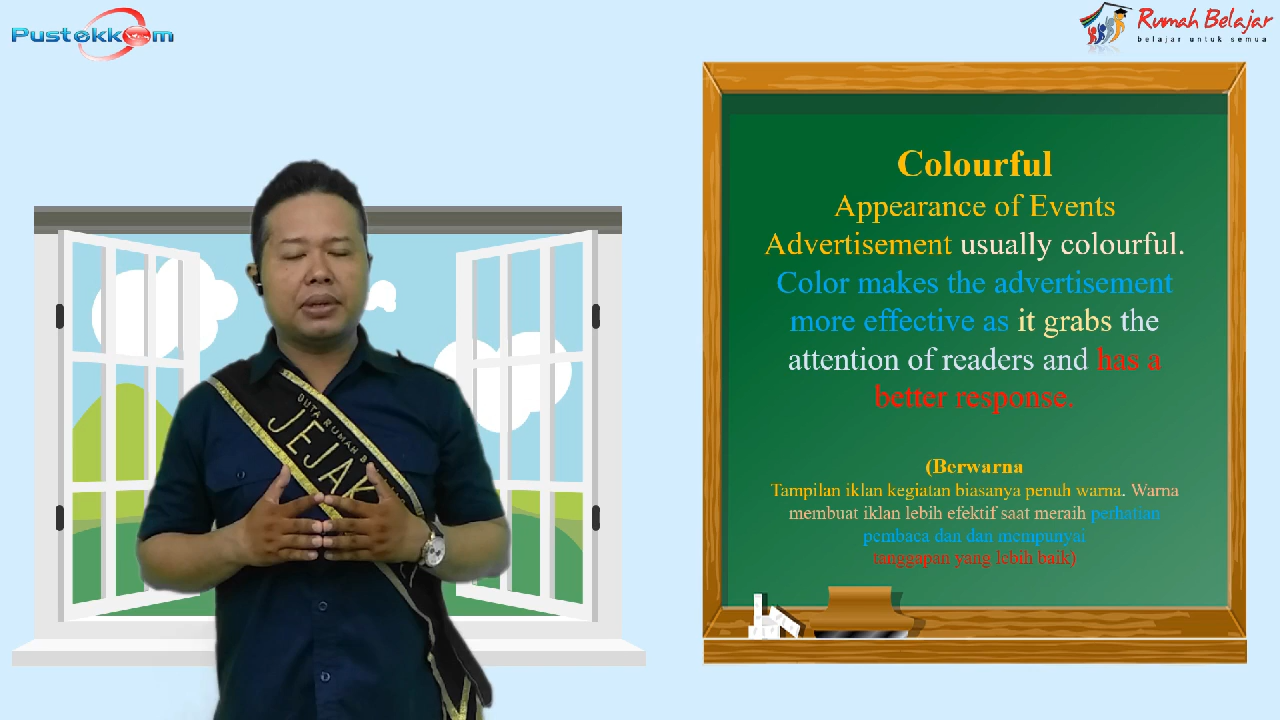 Pustekkom
Rumah Belajar
belajar untuk semua
Colourful
Appearance of Events
Advertisement usually colourful.
Color makes the advertisement
more effective as it grabs the
attention of readers and has a
better response.
(Berwarna
Tampilan iklan kegiatan biasanya penuh warna. Warna
membuat iklan lebih efektif saat meraih perhatian
pembaca dan dan mempunyai
tanggapan yang lebih baik)
DUTA RUMAH
JEJAK